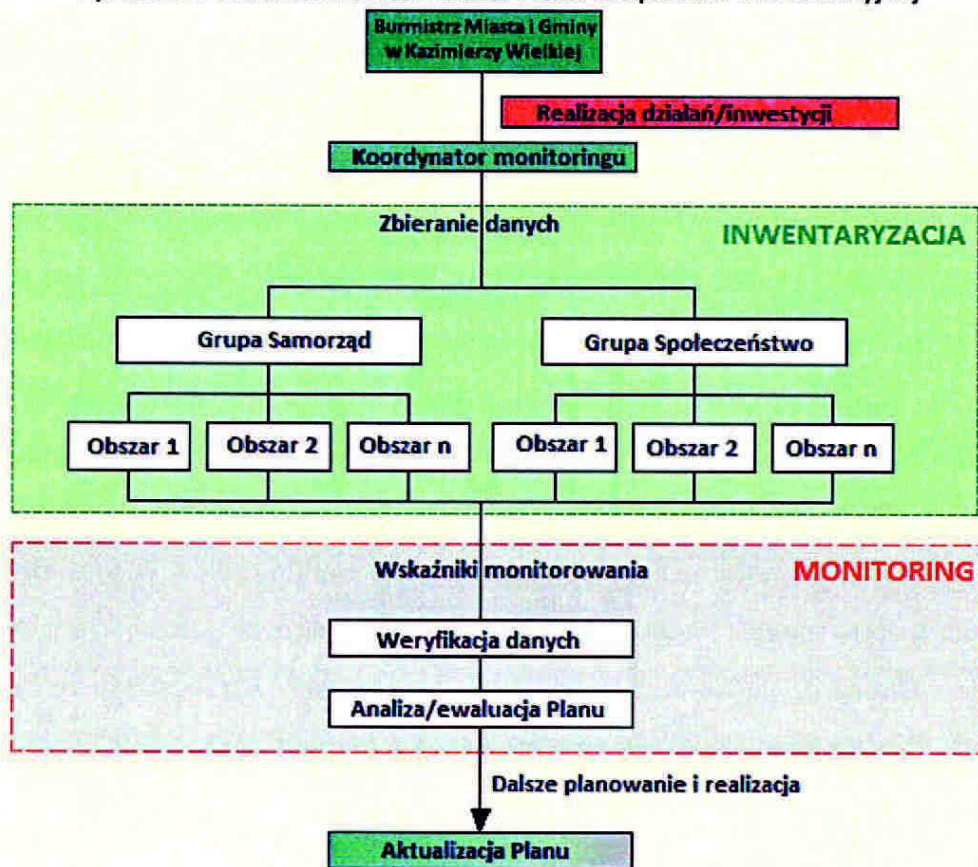 Burmistrz Miasta i Gminy
w Kazimierzy Wielkiej
Realizacja działań/inwestycji
Koordynator monitoringu
Zbieranie danych
INWENTARYZACJA
Grupa Samorząd
Grupa Społeczeństwo
Obszar 1
Obszar 2
Obszar n
Obszar 1
Obszar 2
Obszar n
Wskaźniki monitorowania
MONITORING
Weryfikacja danych
Analiza/ewaluacja Planu
Dalsze planowanie i realizacja
Aktualizacja Planu